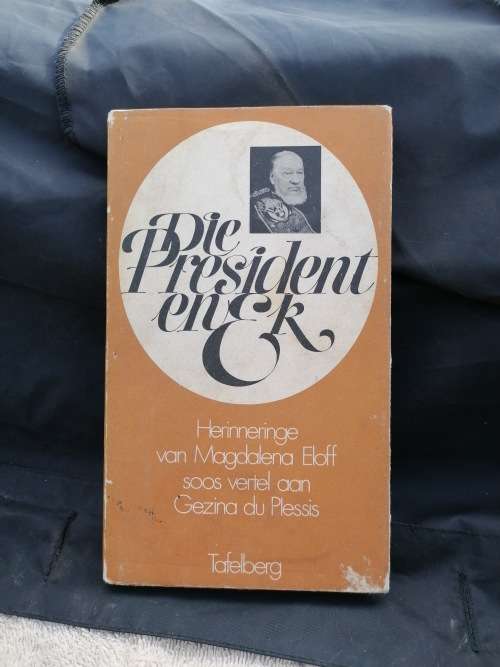 Die
President
en Ek
Herinneringe
van Magdalena Eloff
soos vertel aan
Gezina du Plessis
Tafelberg